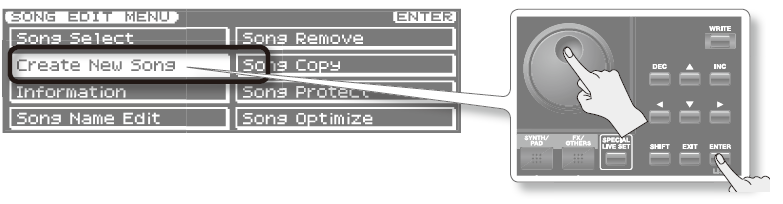 SONG EDIT MENU [ENTER]
Song Select Song Remove
Create New Song Song Copy
Information Song Protect
Song Name Edit Song Optimize
WRITE
DEC INC
SYNTH/ PAD FX/ OTHERS SPECIAL LIVE SET SHIFT EXIT ENTER